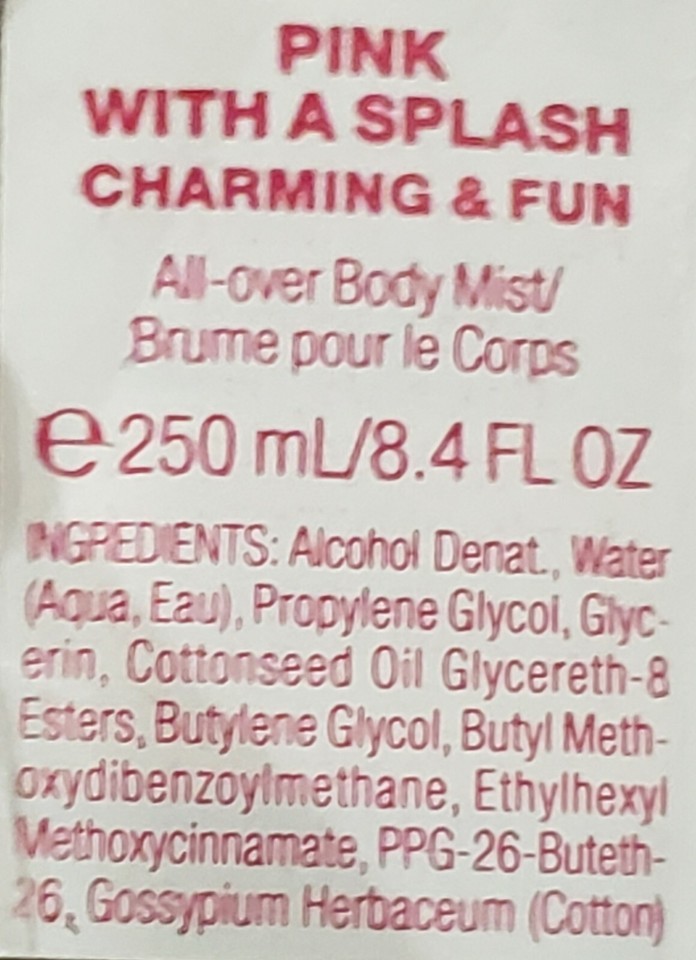 PINK
WITH A SPLASH
CHARMING & FUN
All-over Body Mist/
Brume pour le Corps
℮ 250 mL/8.4 FL OZ
INGREDIENTS: Alcohol Denat., Water
(Aqua, Eau), Propylene Glycol, Glyc-
erin, Cottonseed Oil Glycereth-8
Esters, Butylene Glycol, Butyl Meth-
oxydibenzoylmethane, Ethylhexyl
Methoxycinnamate, PPG-26-Buteth-
26, Gossypium Herbaceum (Cotton)